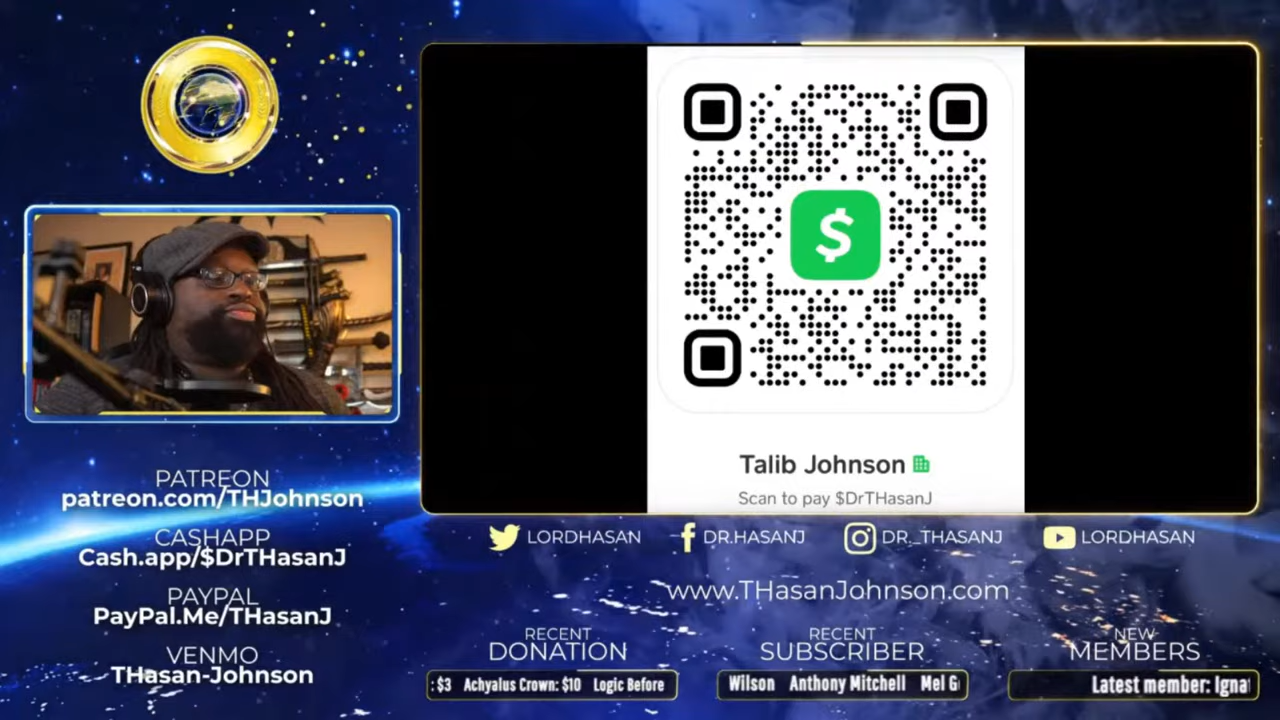 $
Talib Johnson
Scan to pay $DrTHasanJ
PATREON
patreon.com/THJohnson
CASHAPP
Cash.app/$DrTHasanJ
PAYPAL
PayPal.Me/THasanJ
VENMO
THasan-Johnson
LORDHASAN
DR.HASANJ
DR._THASANJ
LORDHASAN
www.THasanJohnson.com
RECENT
DONATION
: $3 Achyalus Crown: $10 Logic Before
RECENT
SUBSCRIBER
Wilson Anthony Mitchell Mel G
NEW
MEMBERS
Latest member: Igna